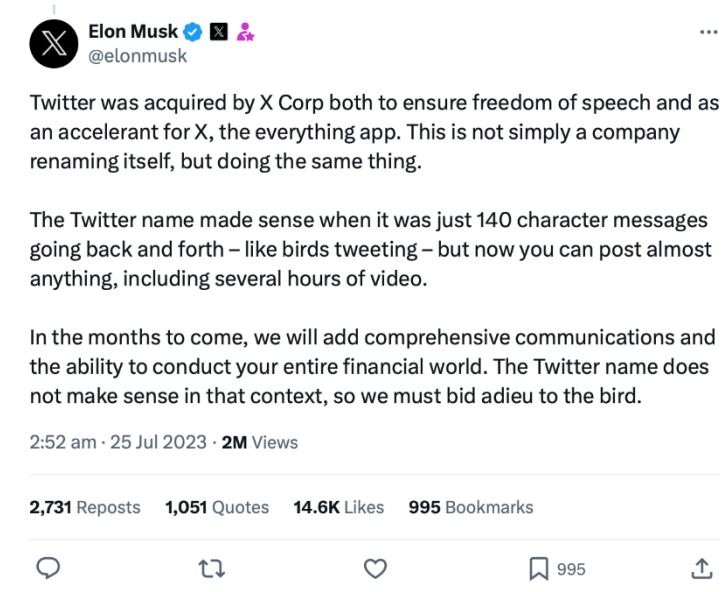 Elon Musk
@elonmusk
Twitter was acquired by X Corp both to ensure freedom of speech and as
an accelerant for X, the everything app. This is not simply a company
renaming itself, but doing the same thing.
The Twitter name made sense when it was just 140 character messages
going back and forth – like birds tweeting – but now you can post almost
anything, including several hours of video.
In the months to come, we will add comprehensive communications and
the ability to conduct your entire financial world. The Twitter name does
not make sense in that context, so we must bid adieu to the bird.
2:52 am · 25 Jul 2023 · 2M Views
2,731 Reposts 1,051 Quotes 14.6K Likes 995 Bookmarks
995